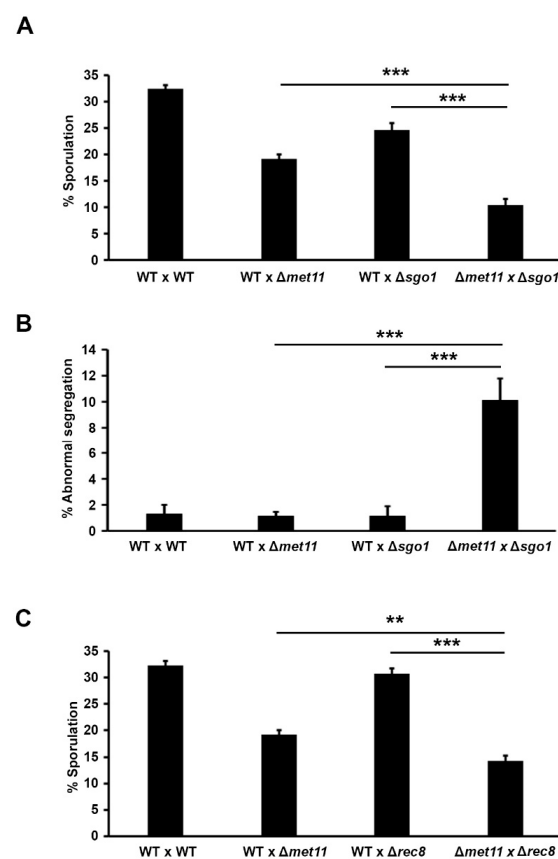 A
***
***
% Sporulation
35
30
25
20
15
10
5
0
WT x WT
WT x Δmet11
WT x Δsgo1
Δmet11 x Δsgo1
B
***
***
% Abnormal segregation
14
12
10
8
6
4
2
0
WT x WT
WT x Δmet11
WT x Δsgo1
Δmet11 x Δsgo1
C
**
***
% Sporulation
35
30
25
20
15
10
5
0
WT x WT
WT x Δmet11
WT x Δrec8
Δmet11 x Δrec8